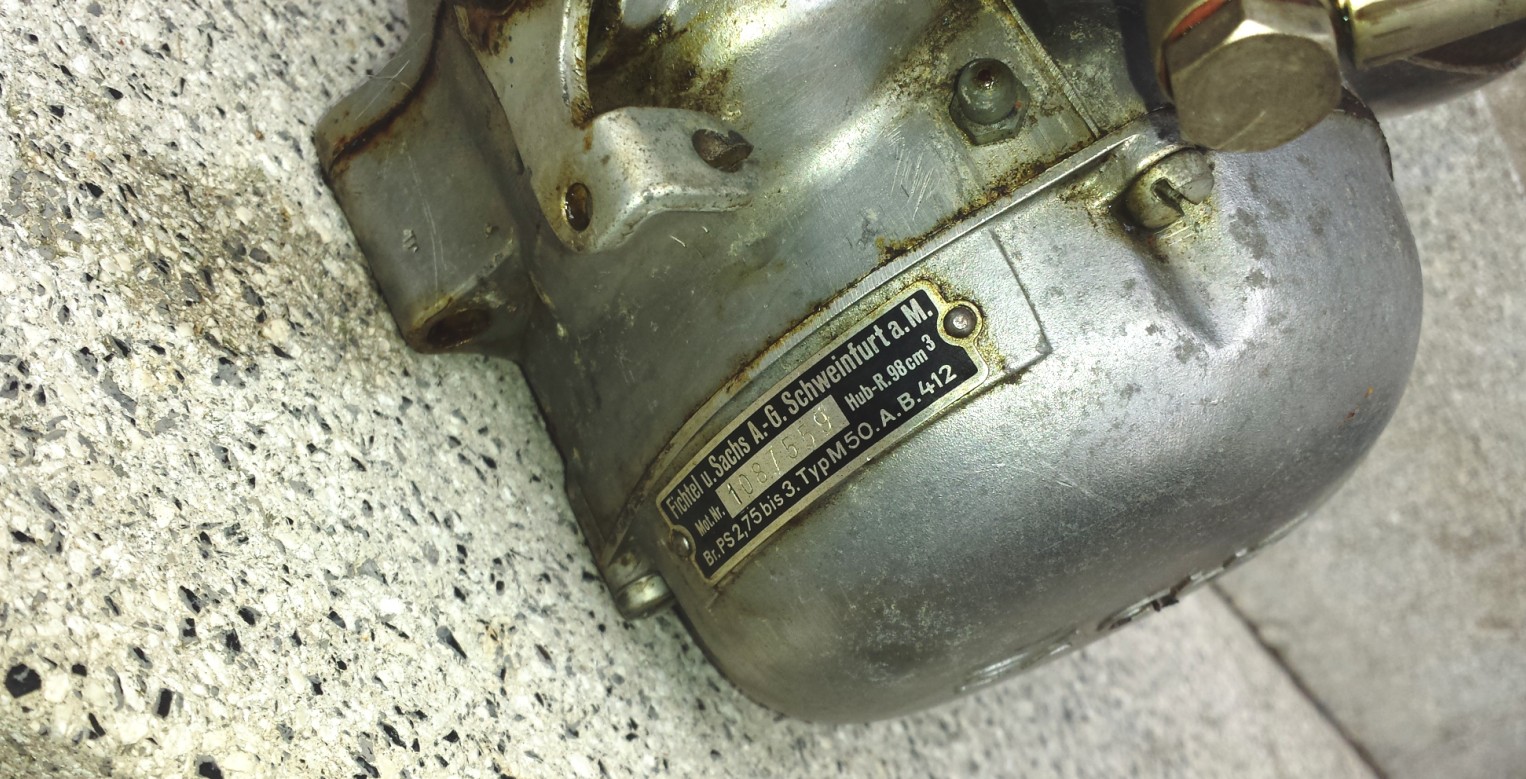 Fichtel u. Sachs A.-G. Schweinfurt a. M.
Mot. Nr. 108/559 Hub-R. 98 cm³
Br. PS 2,75 bis 3. Typ M 50. A. B. 412